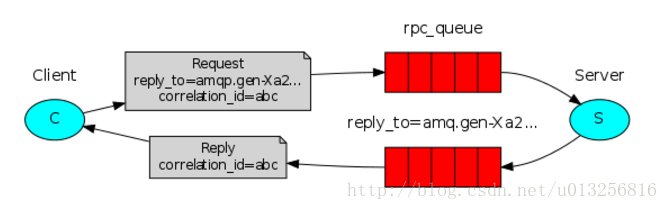 rpc_queue
Client
Request
reply_to=amqp.gen-Xa2...
correlation_id=abc
Server
C
S
reply_to=amq.gen-Xa2...
Reply
correlation_id=abc
http://blog.csdn.net/u013256816